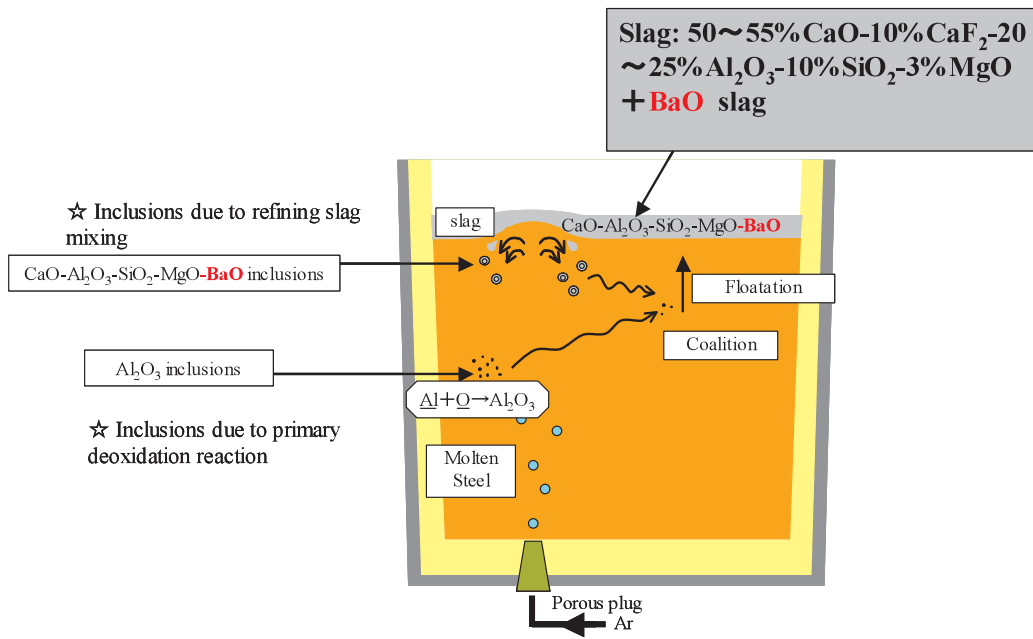 Slag: 50～55%CaO-10%CaF₂-20
～25%Al₂O₃-10%SiO₂-3%MgO
＋BaO slag
☆ Inclusions due to refining slag
mixing
slag
CaO-Al₂O₃-SiO₂-MgO-BaO
CaO-Al₂O₃-SiO₂-MgO-BaO inclusions
Floatation
Coalition
Al₂O₃ inclusions
Al+O→Al₂O₃
☆ Inclusions due to primary
deoxidation reaction
Molten
Steel
Porous plug
Ar